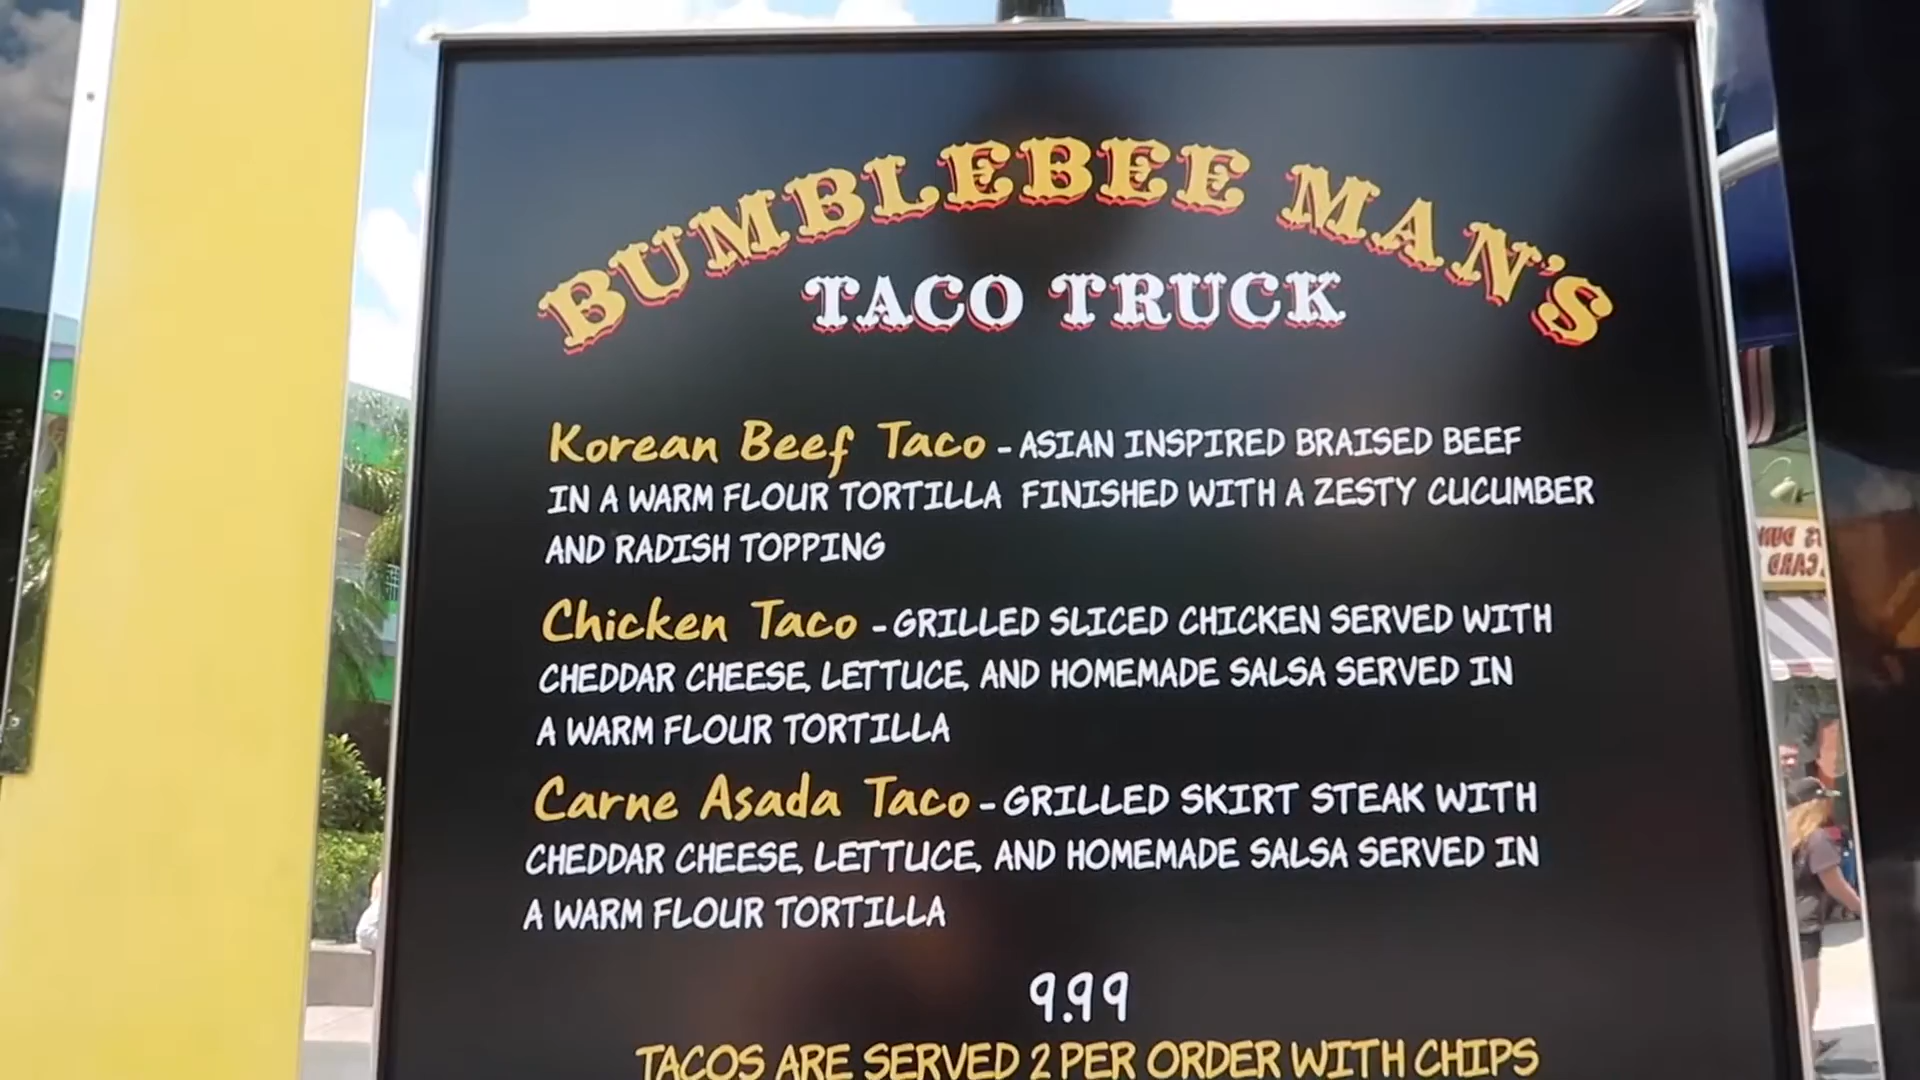 BUMBLEBEE MAN'S
TACO TRUCK
Korean Beef Taco - ASIAN INSPIRED BRAISED BEEF
IN A WARM FLOUR TORTILLA FINISHED WITH A ZESTY CUCUMBER
AND RADISH TOPPING
Chicken Taco - GRILLED SLICED CHICKEN SERVED WITH
CHEDDAR CHEESE, LETTUCE, AND HOMEMADE SALSA SERVED IN
A WARM FLOUR TORTILLA
Carne Asada Taco - GRILLED SKIRT STEAK WITH
CHEDDAR CHEESE, LETTUCE, AND HOMEMADE SALSA SERVED IN
A WARM FLOUR TORTILLA
9.99
TACOS ARE SERVED 2 PER ORDER WITH CHIPS